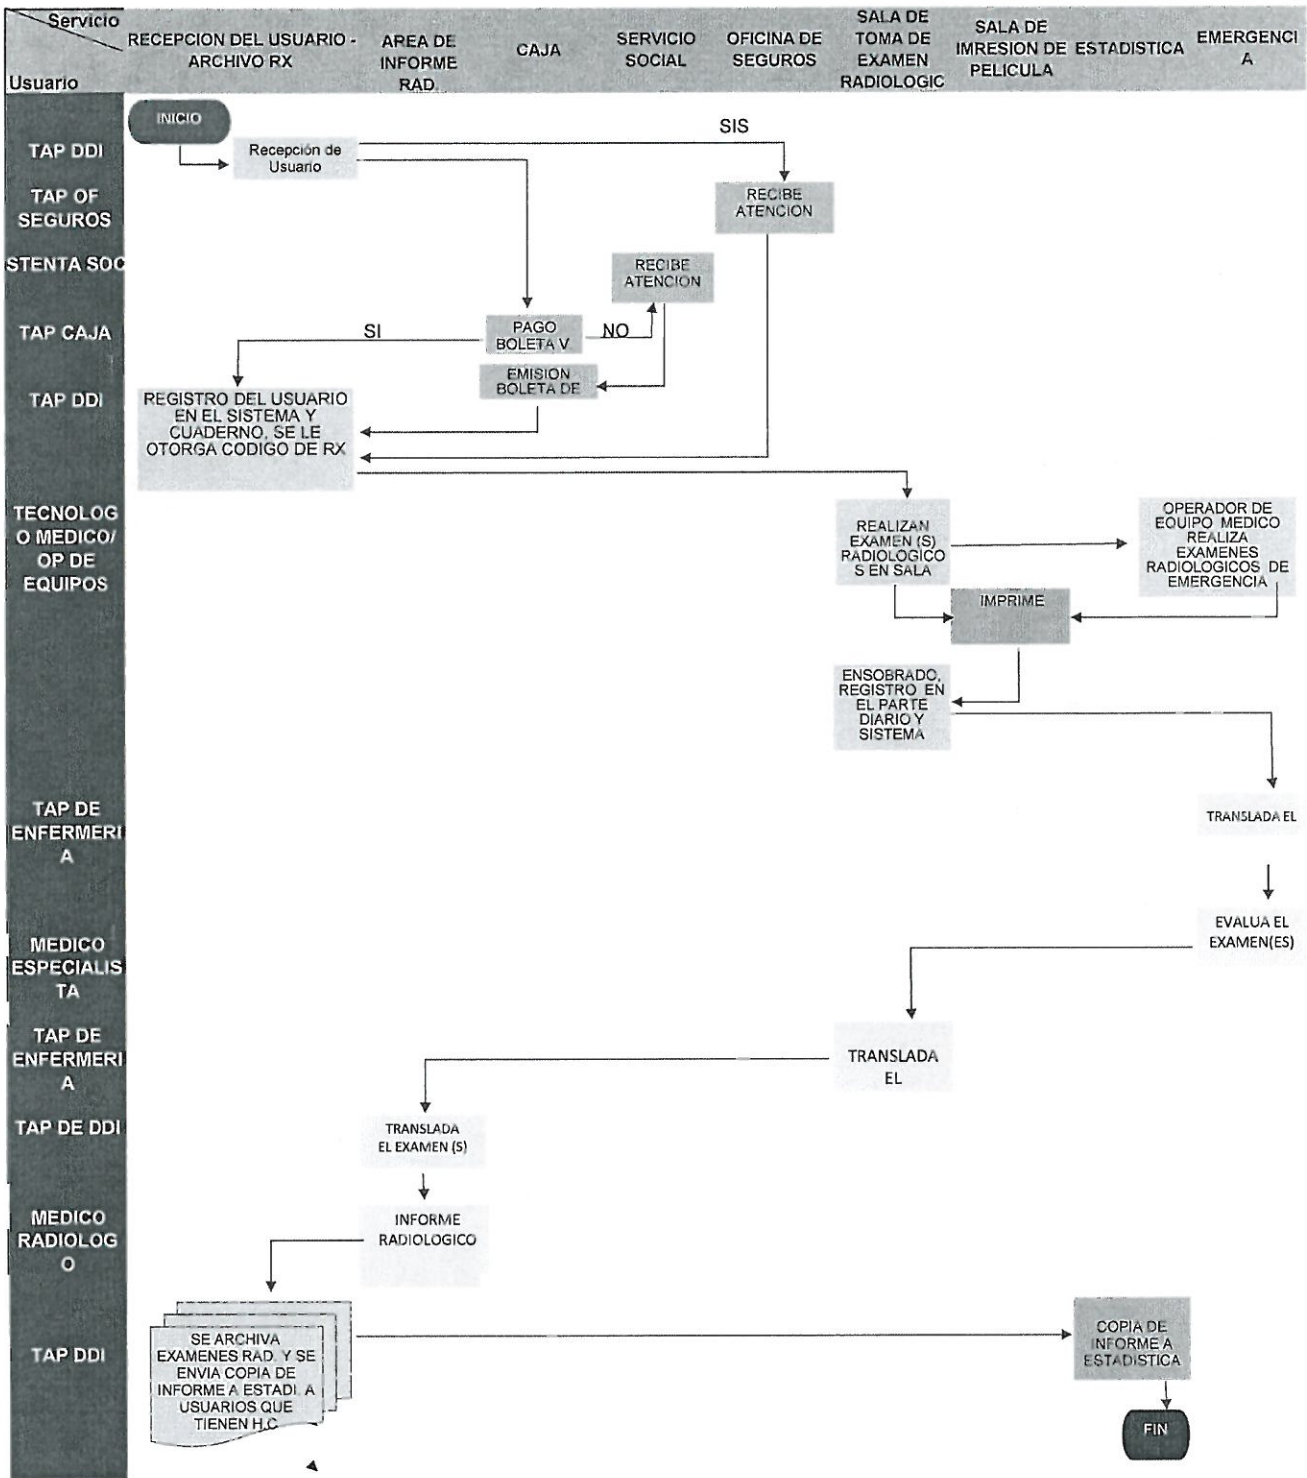 Servicio
Usuario
RECEPCION DEL USUARIO -
ARCHIVO RX
AREA DE
INFORME
RAD.
CAJA
SERVICIO
SOCIAL
OFICINA DE
SEGUROS
SALA DE
TOMA DE
EXAMEN
RADIOLOGIC
SALA DE
IMRESION DE
PELICULA
ESTADISTICA
EMERGENCI
A
INICIO
TAP DDI
Recepción de
Usuario
SIS
TAP OF
SEGUROS
RECIBE
ATENCION
STENTA SOC
RECIBE
ATENCION
TAP CAJA
SI
PAGO
BOLETA V.
NO
EMISION
BOLETA DE
TAP DDI
REGISTRO DEL USUARIO
EN EL SISTEMA Y
CUADERNO, SE LE
OTORGA CODIGO DE RX
TECNOLOG
O MEDICO/
OP DE
EQUIPOS
REALIZAN
EXAMEN (S)
RADIOLOGICO
S EN SALA
OPERADOR DE
EQUIPO MEDICO
REALIZA
EXAMENES
RADIOLOGICOS DE
EMERGENCIA
IMPRIME
ENSOBRADO,
REGISTRO EN
EL PARTE
DIARIO Y
SISTEMA
TAP DE
ENFERMERI
A
TRANSLADA EL
MEDICO
ESPECIALIS
TA
EVALUA EL
EXAMEN(ES)
TAP DE
ENFERMERI
A
TRANSLADA
EL
TAP DE DDI
TRANSLADA
EL EXAMEN (S)
MEDICO
RADIOLOG
O
INFORME
RADIOLOGICO
TAP DDI
SE ARCHIVA
EXAMENES RAD. Y SE
ENVIA COPIA DE
INFORME A ESTADI. A
USUARIOS QUE
TIENEN H.C
COPIA DE
INFORME A
ESTADISTICA
FIN